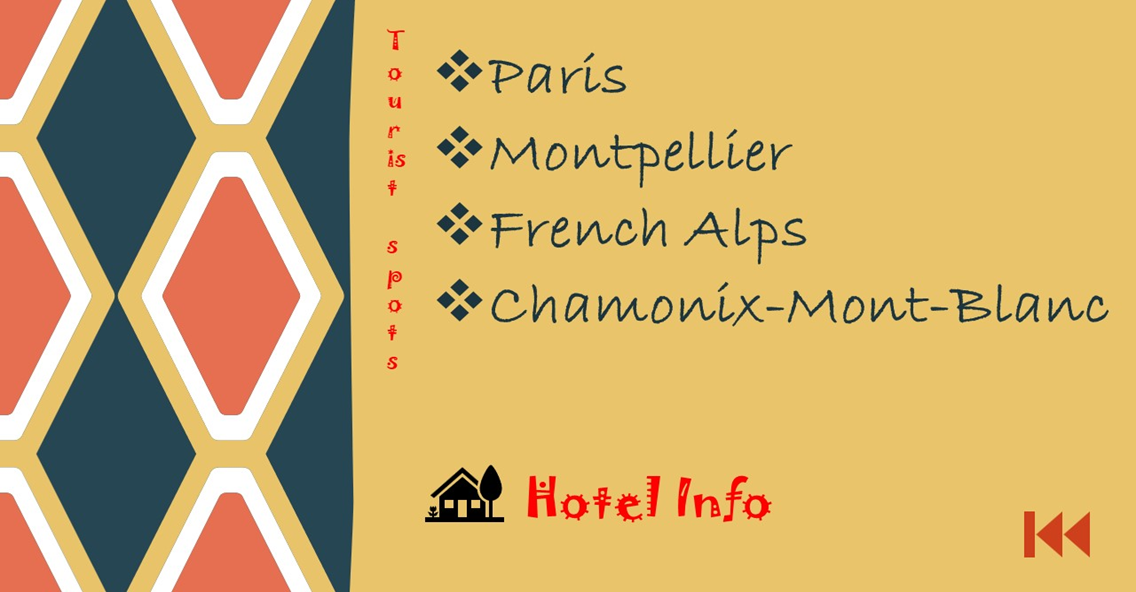 Tourist spots
Paris
Montpellier
French Alps
Chamonix-Mont-Blanc
Hotel Info